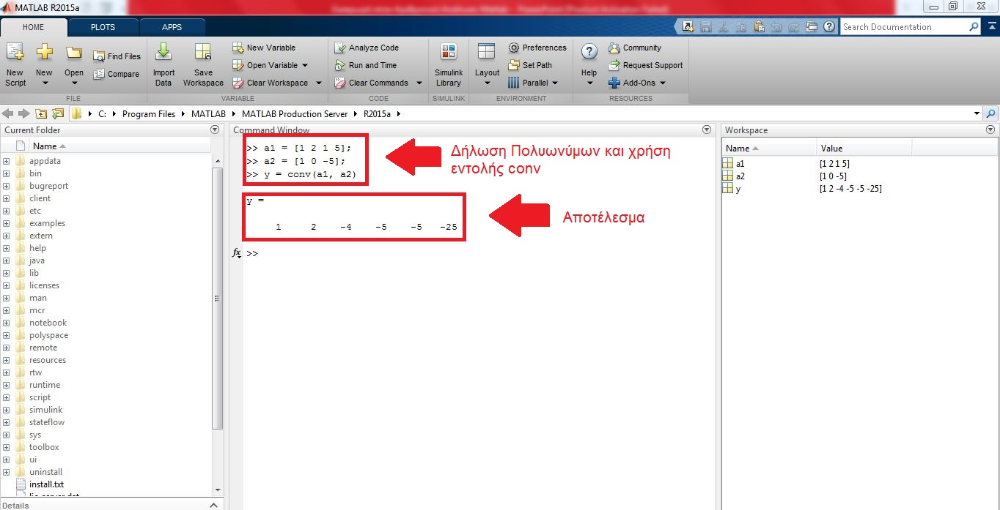 MATLAB R2015a
HOME PLOTS APPS
Search Documentation
New Script
New
Open
Find Files
Compare
FILE
Import Data
Save Workspace
New Variable
Open Variable
Clear Workspace
VARIABLE
Analyze Code
Run and Time
Clear Commands
CODE
Simulink Library
SIMULINK
Layout
Preferences
Set Path
Parallel
ENVIRONMENT
Help
Community
Request Support
Add-Ons
RESOURCES
C: Program Files MATLAB MATLAB Production Server R2015a
Current Folder
Name
appdata
bin
bugreport
client
etc
examples
extern
help
java
lib
licenses
man
mcr
notebook
polyspace
remote
resources
rtw
runtime
script
simulink
stateflow
sys
toolbox
ui
uninstall
install.txt
Details
Command Window
>> a1 = [1 2 1 5];
>> a2 = [1 0 -5];
>> y = conv(a1, a2)
Δήλωση Πολυωνύμων και χρήση
εντολής conv
y =
1 2 -4 -5 -5 -25
Αποτέλεσμα
fx >>
Workspace
Name Value
a1 [1 2 1 5]
a2 [1 0 -5]
y [1 2 -4 -5 -5 -25]